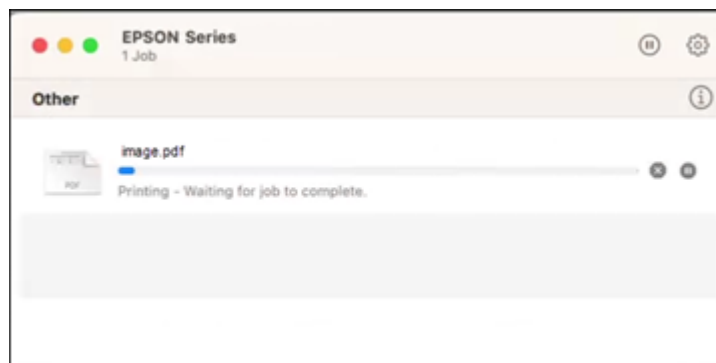 EPSON Series
1 Job
Other
image.pdf
Printing - Waiting for job to complete.
PDF